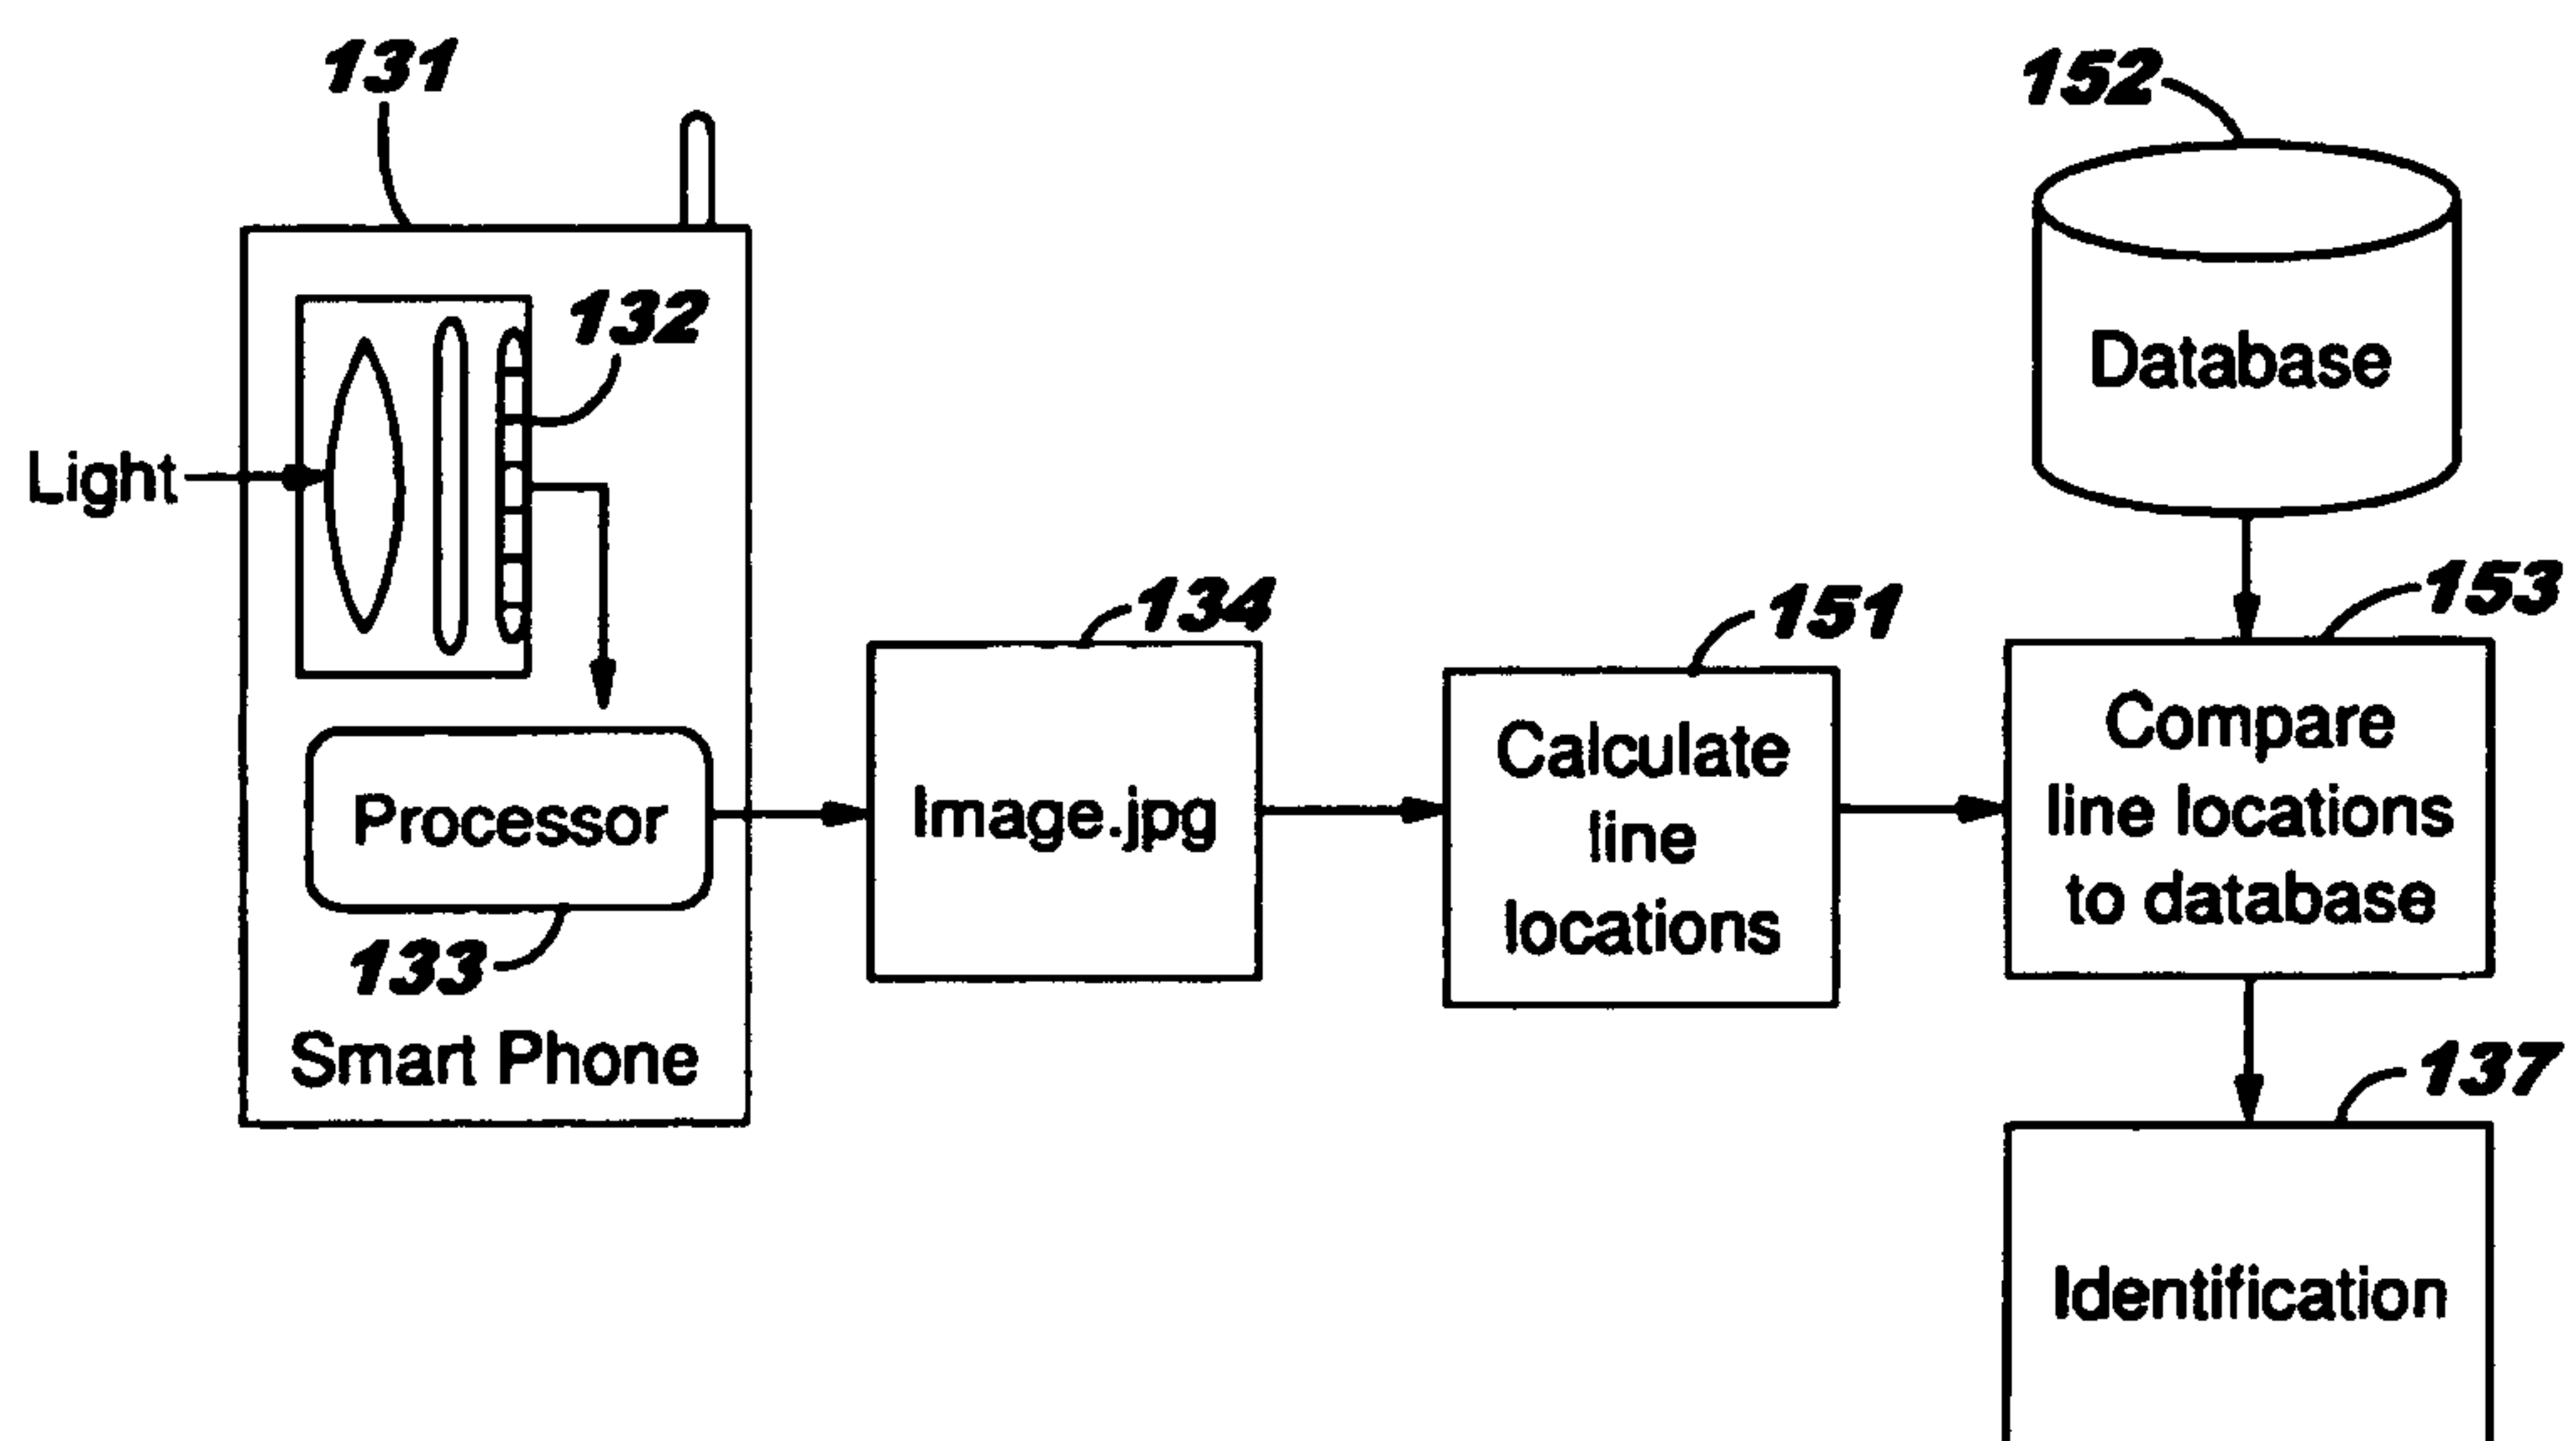 131
152
132
Light
Database
134
151
153
Processor
Image.jpg
Calculate
line
locations
Compare
line locations
to database
133
Smart Phone
137
Identification